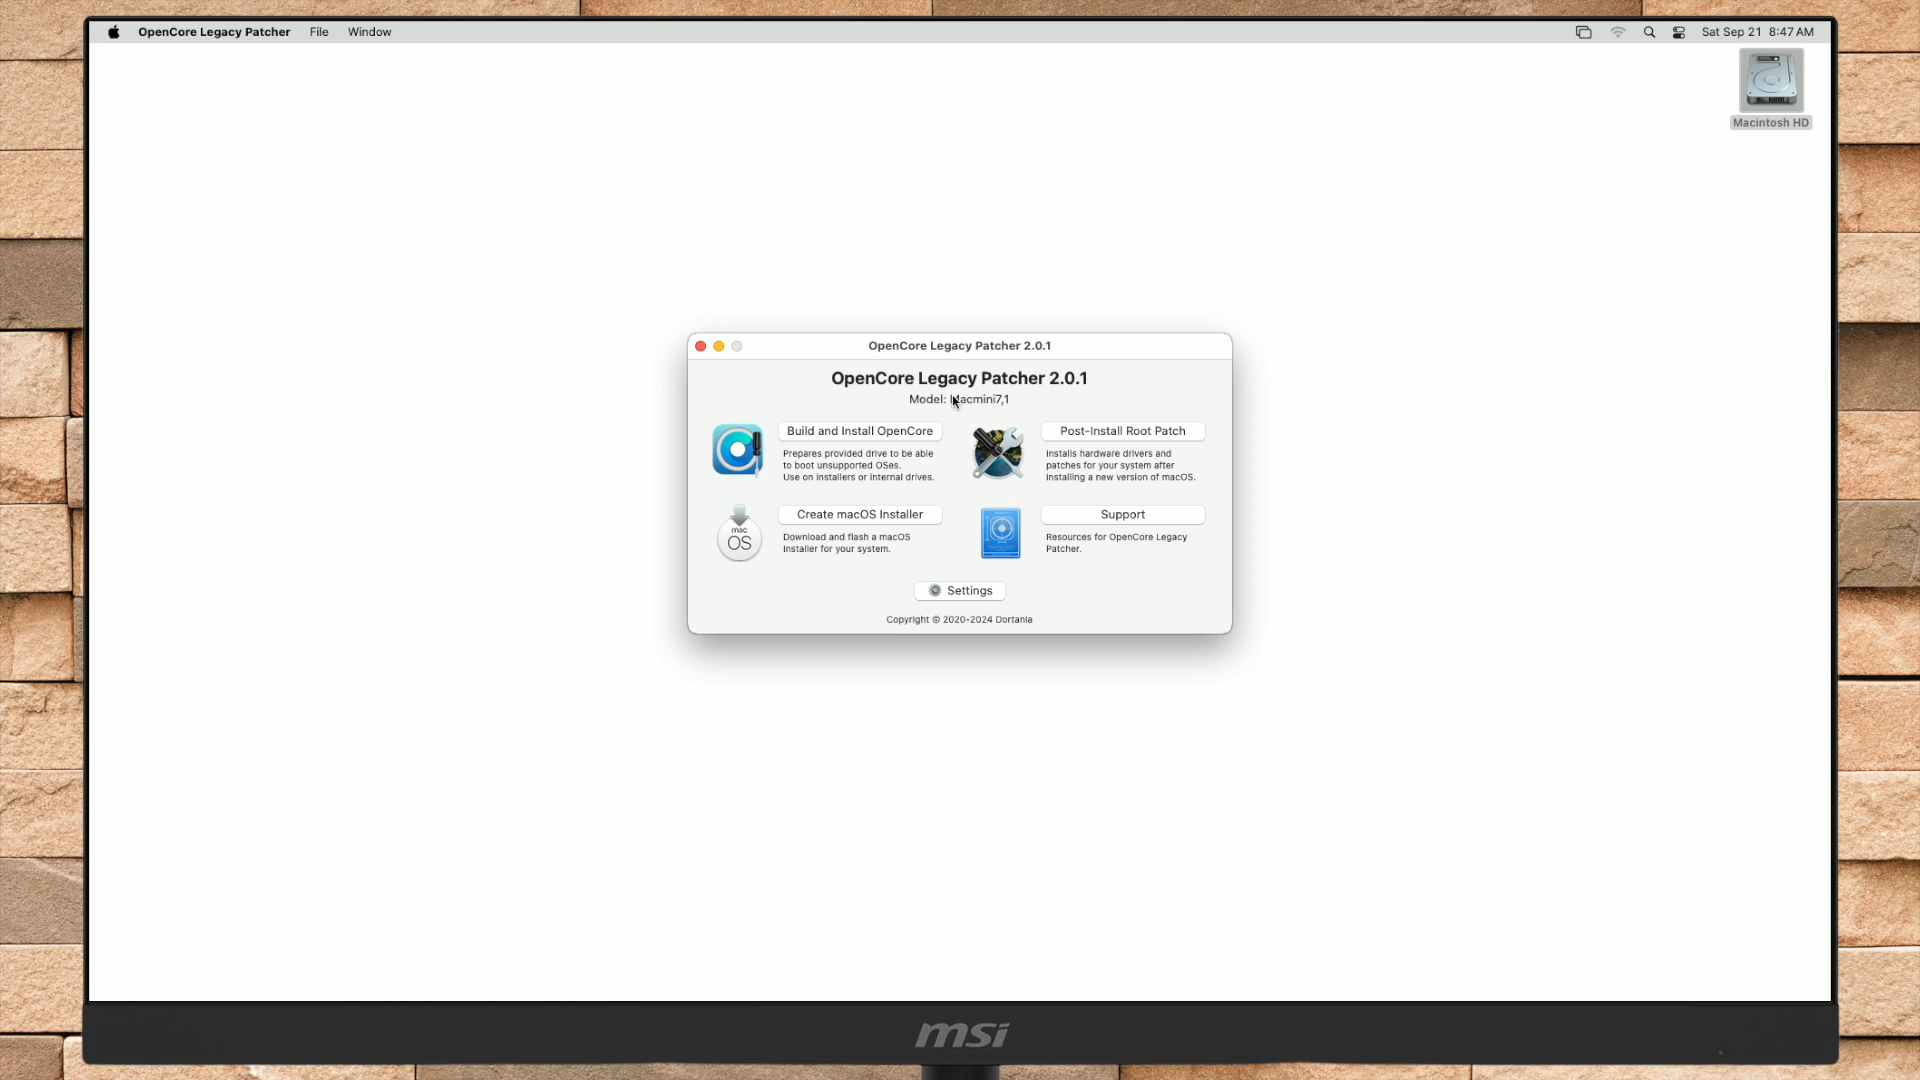 OpenCore Legacy Patcher File Window Sat Sep 21 8:47 AM
Macintosh HD
OpenCore Legacy Patcher 2.0.1
OpenCore Legacy Patcher 2.0.1
Model: Macmini7,1
Build and Install OpenCore
Prepares provided drive to be able
to boot unsupported OSes.
Use on installers or internal drives.
Post-Install Root Patch
Installs hardware drivers and
patches for your system after
installing a new version of macOS.
mac
OS
Create macOS Installer
Download and flash a macOS
Installer for your system.
Support
Resources for OpenCore Legacy
Patcher.
Settings
Copyright © 2020-2024 Dortania
msi